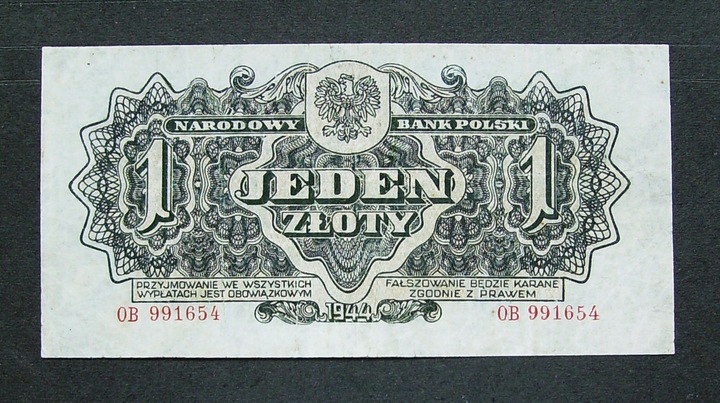 NARODOWY BANK POLSKI
1 JEDEN 1
ZŁOTY
PRZYJMOWANIE WE WSZYSTKICH
WYPŁATACH JEST OBOWIĄZKOWYM
FAŁSZOWANIE BĘDZIE KARANE
ZGODNIE Z PRAWEM
OB 991654
1944
OB 991654